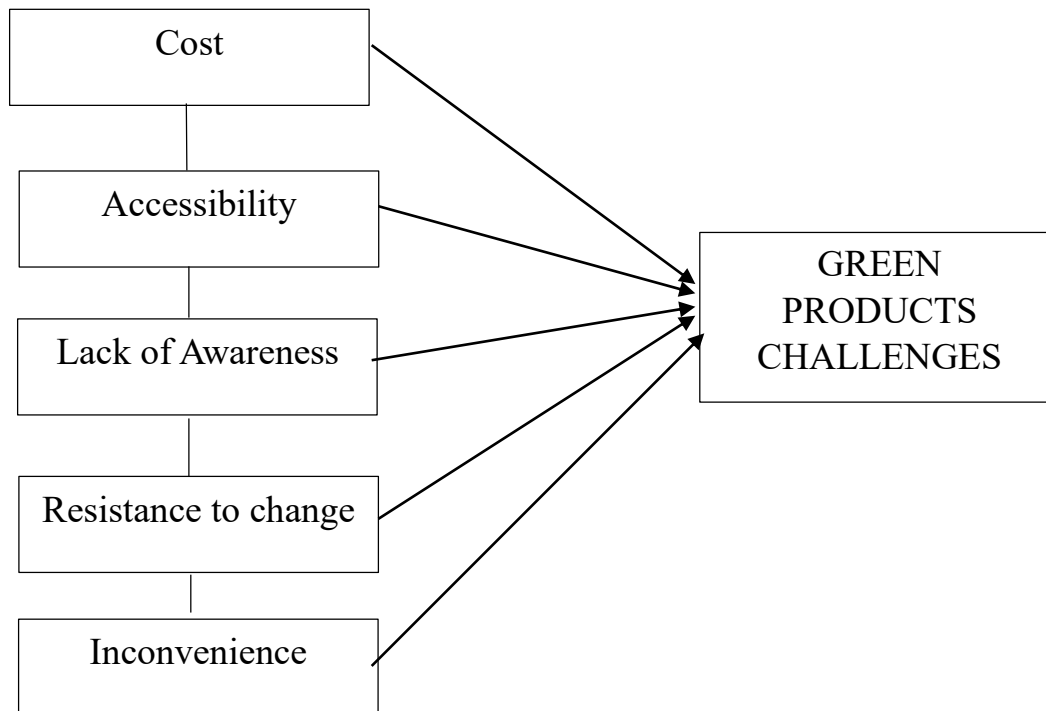 Cost
Accessibility
Lack of Awareness
Resistance to change
Inconvenience
GREEN
PRODUCTS
CHALLENGES